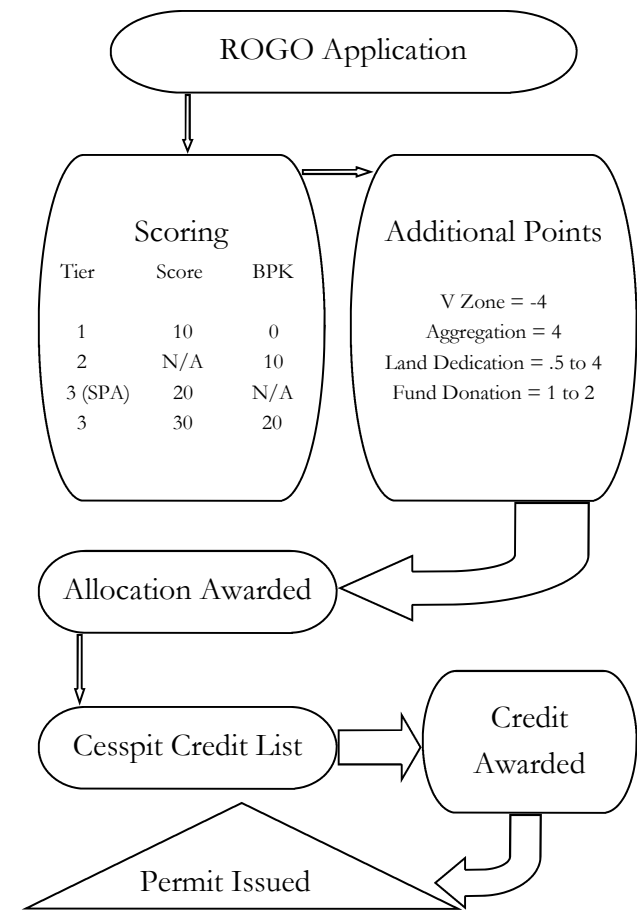 ROGO Application
Scoring
Tier Score BPK
1 10 0
2 N/A 10
3 (SPA) 20 N/A
3 30 20
Additional Points
V Zone = -4
Aggregation = 4
Land Dedication = .5 to 4
Fund Donation = 1 to 2
Allocation Awarded
Cesspit Credit List
Credit
Awarded
Permit Issued